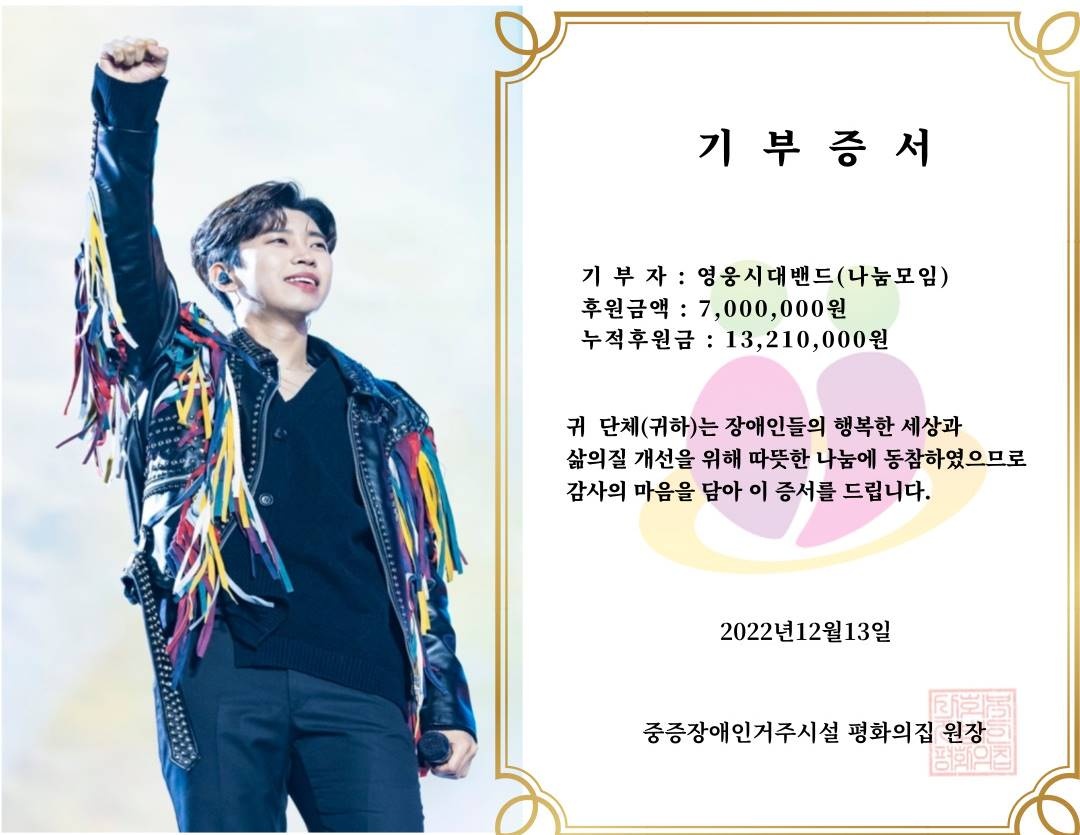 기 부 증 서
기 부 자 : 영웅시대밴드(나눔모임)
후원금액 : 7,000,000원
누적후원금 : 13,210,000원
귀 단체(귀하)는 장애인들의 행복한 세상과
삶의질 개선을 위해 따뜻한 나눔에 동참하였으므로
감사의 마음을 담아 이 증서를 드립니다.
2022년12월13일
중증장애인거주시설 평화의집 원장